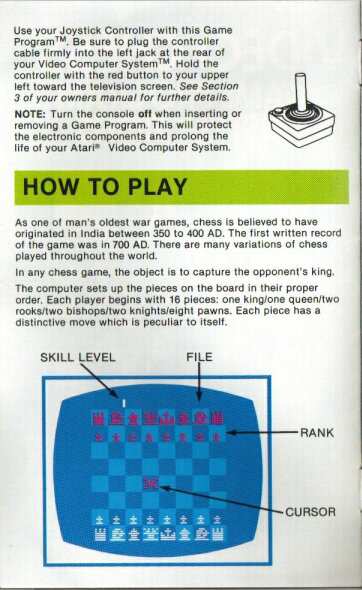 Use your Joystick Controller with this Game
Program™. Be sure to plug the controller
cable firmly into the left jack at the rear of
your Video Computer System™. Hold the
controller with the red button to your upper
left toward the television screen. See Section
3 of your owners manual for further details.
NOTE: Turn the console off when inserting or
removing a Game Program. This will protect
the electronic components and prolong the
life of your Atari® Video Computer System.
HOW TO PLAY
As one of man's oldest war games, chess is believed to have
originated in India between 350 to 400 AD. The first written record
of the game was in 700 AD. There are many variations of chess
played throughout the world.
In any chess game, the object is to capture the opponent's king.
The computer sets up the pieces on the board in their proper
order. Each player begins with 16 pieces: one king/one queen/two
rooks/two bishops/two knights/eight pawns. Each piece has a
distinctive move which is peculiar to itself.
SKILL LEVEL
FILE
1
RANK
CURSOR